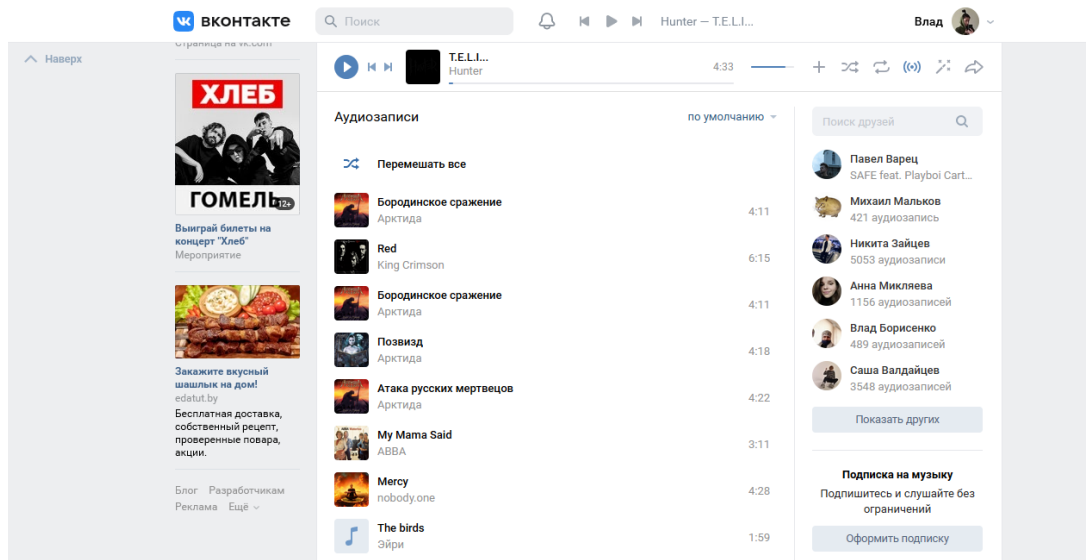 вконтакте
Поиск
Hunter – T.E.L.I...
Влад
Наверх
Страница на vk.com
ХЛЕБ
ГОМЕЛЬ
12+
Выиграй билеты на
концерт "Хлеб"
Мероприятие
Закажите вкусный
шашлык на дом!
edatut.by
Бесплатная доставка,
собственный рецепт,
проверенные повара,
акции.
Блог Разработчикам
Реклама Ещё
T.E.L.I...
Hunter
4:33
Аудиозаписи
по умолчанию
Перемешать все
Бородинское сражение
Арктида
4:11
Red
King Crimson
6:15
Бородинское сражение
Арктида
4:11
Позвизд
Арктида
4:18
Атака русских мертвецов
Арктида
4:22
My Mama Said
ABBA
3:11
Mercy
nobody.one
4:28
The birds
Эйри
1:59
Поиск друзей
Павел Варец
SAFE feat. Playboi Cart...
Михаил Мальков
421 аудиозапись
Никита Зайцев
5053 аудиозаписи
Анна Микляева
1156 аудиозаписей
Влад Борисенко
489 аудиозаписей
Саша Валдайцев
3548 аудиозаписей
Показать других
Подписка на музыку
Подпишитесь и слушайте без
ограничений
Оформить подписку